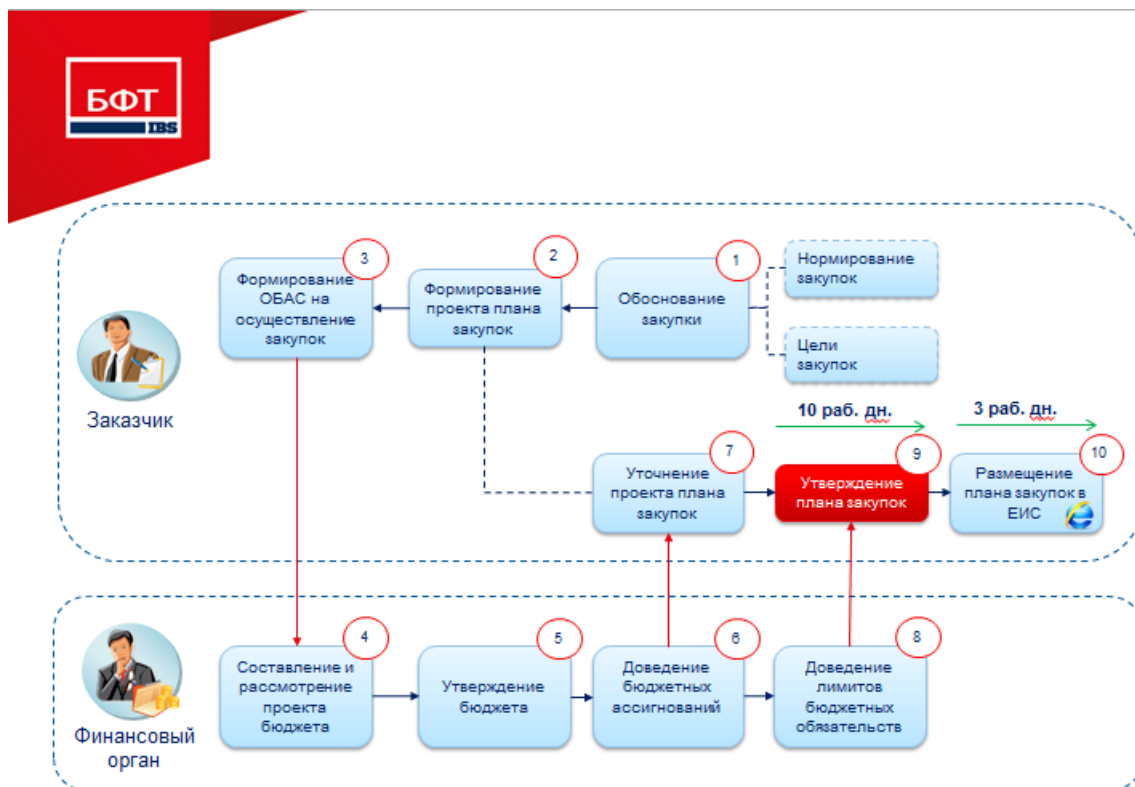 БФТ
IBS
3
Формирование
ОБАС на
осуществление
закупок
2
Формирование
проекта плана
закупок
1
Обоснование
закупки
Нормирование
закупок
Цели
закупок
Заказчик
10 раб. дн.
3 раб. дн.
7
Уточнение
проекта плана
закупок
9
Утверждение
плана закупок
10
Размещение
плана закупок в
ЕИС
4
Составление и
рассмотрение
проекта
бюджета
5
Утверждение
бюджета
6
Доведение
бюджетных
ассигнований
8
Доведение
лимитов
бюджетных
обязательств
Финансовый
орган